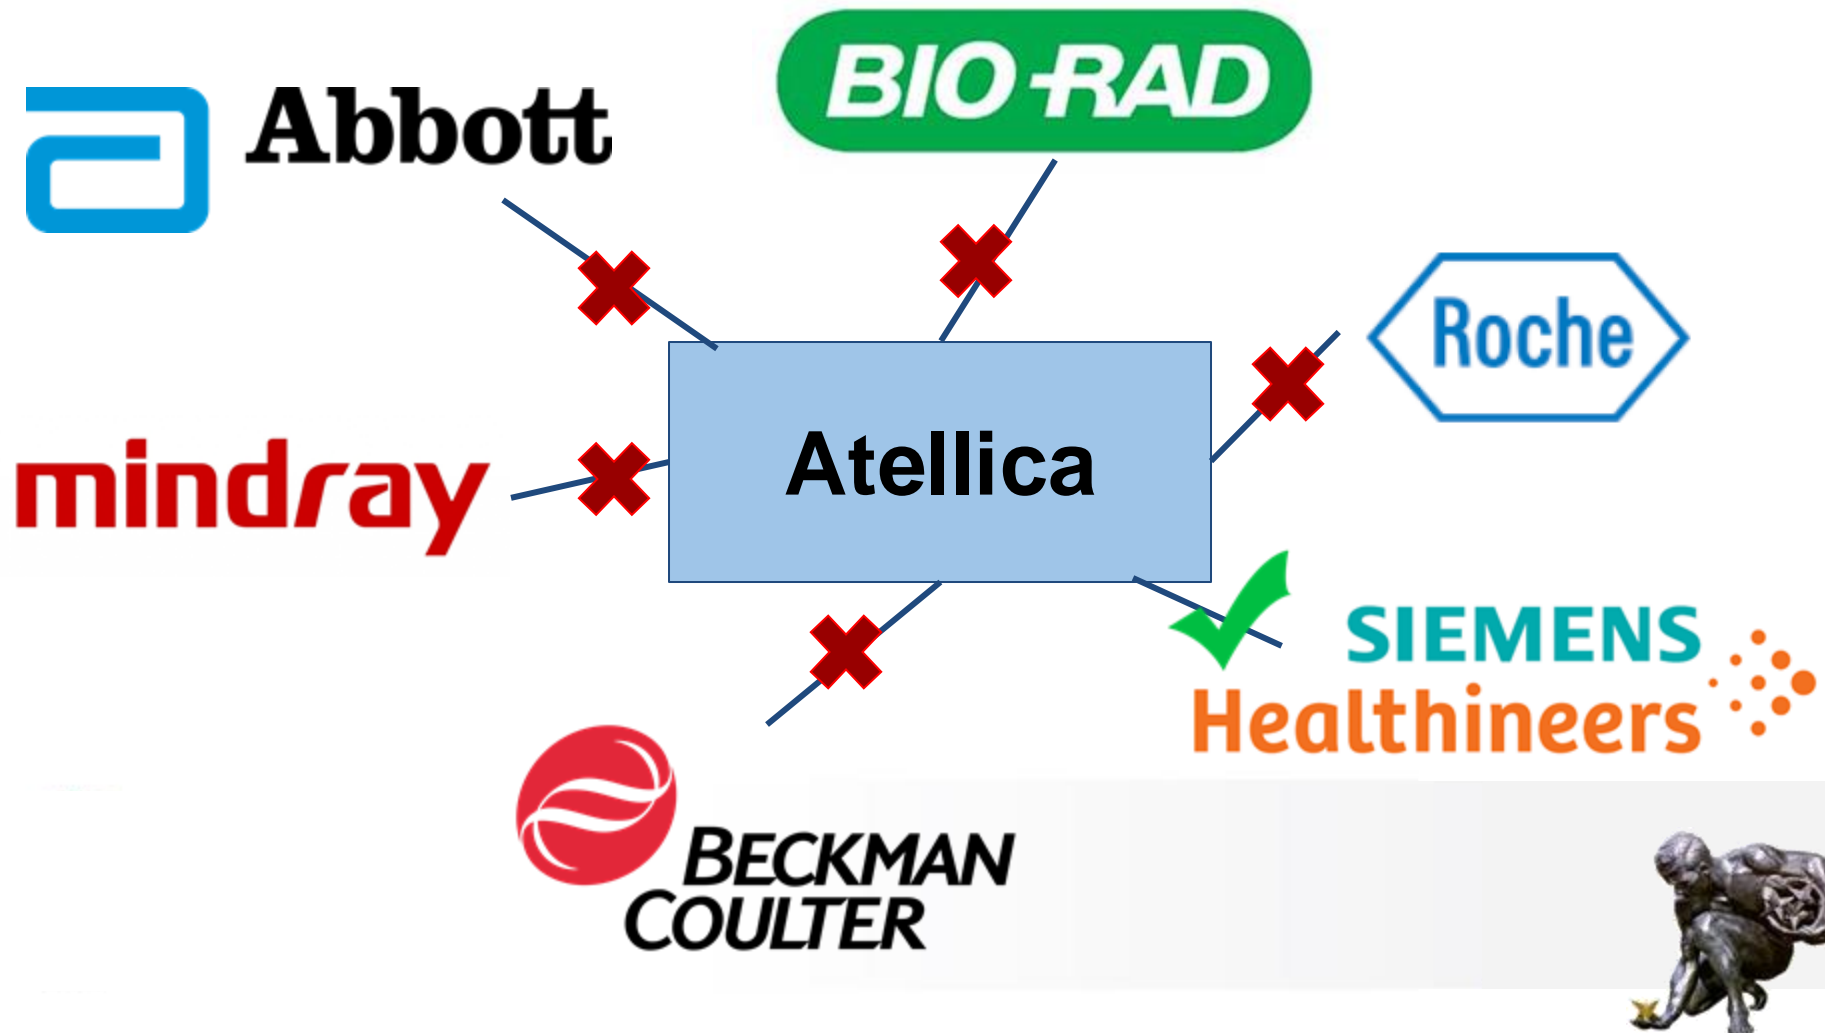 Abbott
BIO-RAD
Roche
mindray
Atellica
SIEMENS
Healthineers
BECKMAN
COULTER